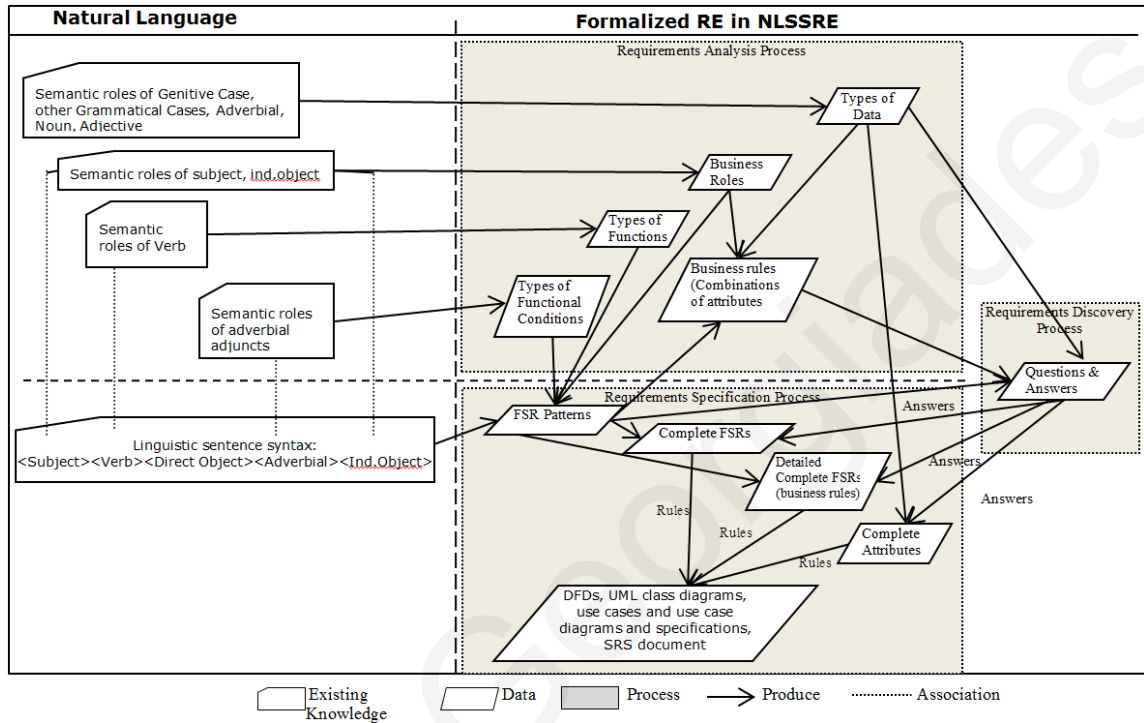 Natural Language
Formalized RE in NLSSRE
Requirements Analysis Process
Semantic roles of Genitive Case,
other Grammatical Cases, Adverbial,
Noun, Adjective
Types of
Data
Semantic roles of subject, ind.object
Business
Roles
Semantic
roles of Verb
Types of
Functions
Business rules
(Combinations
of attributes
Types of
Functional
Conditions
Semantic roles
of adverbial
adjuncts
Requirements Discovery
Process
Questions &
Answers
Requirements Specification Process
FSR Patterns
Answers
Linguistic sentence syntax:
<Subject><Verb><Direct Object><Adverbial><Ind.Object>
Complete FSRs
Detailed
Complete FSRs
(business rules)
Answers
Answers
Rules
Rules
Complete
Attributes
Rules
DFDs, UML class diagrams,
use cases and use case
diagrams and specifications,
SRS document
Existing
Knowledge
Data
Process
Produce
Association
Georgiades